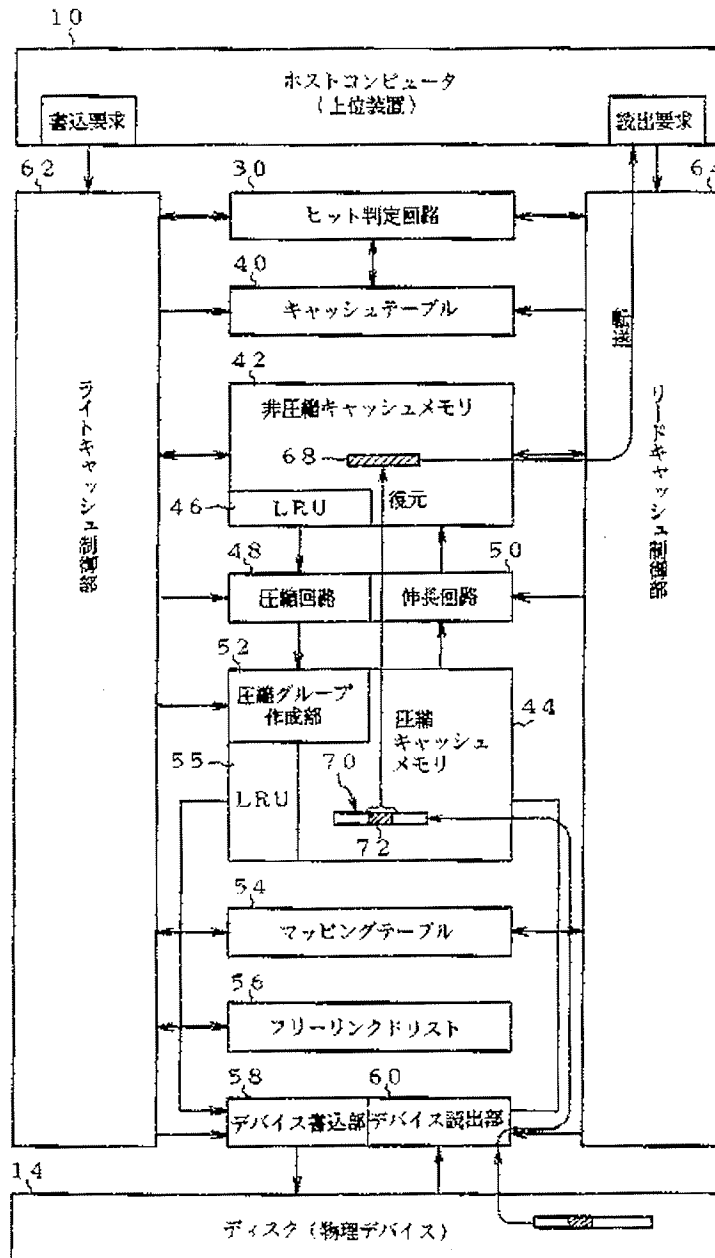 10
ホストコンピュータ
(上位装置)
書込要求
読出要求
62
30
ヒット判定回路
40
キャッシュテーブル
転送
42
非圧縮キャッシュメモリ
68
ライトキャッシュ制御部
リードキャッシュ制御部
46
LRU
復元
48
50
圧縮回路
伸長回路
52
圧縮グループ
作成部
圧縮
キャッシュ
メモリ
44
55
70
LRU
72
54
マッピングテーブル
56
フリーリンクドリスト
58
60
デバイス書込部
デバイス読出部
14
ディスク(物理デバイス)